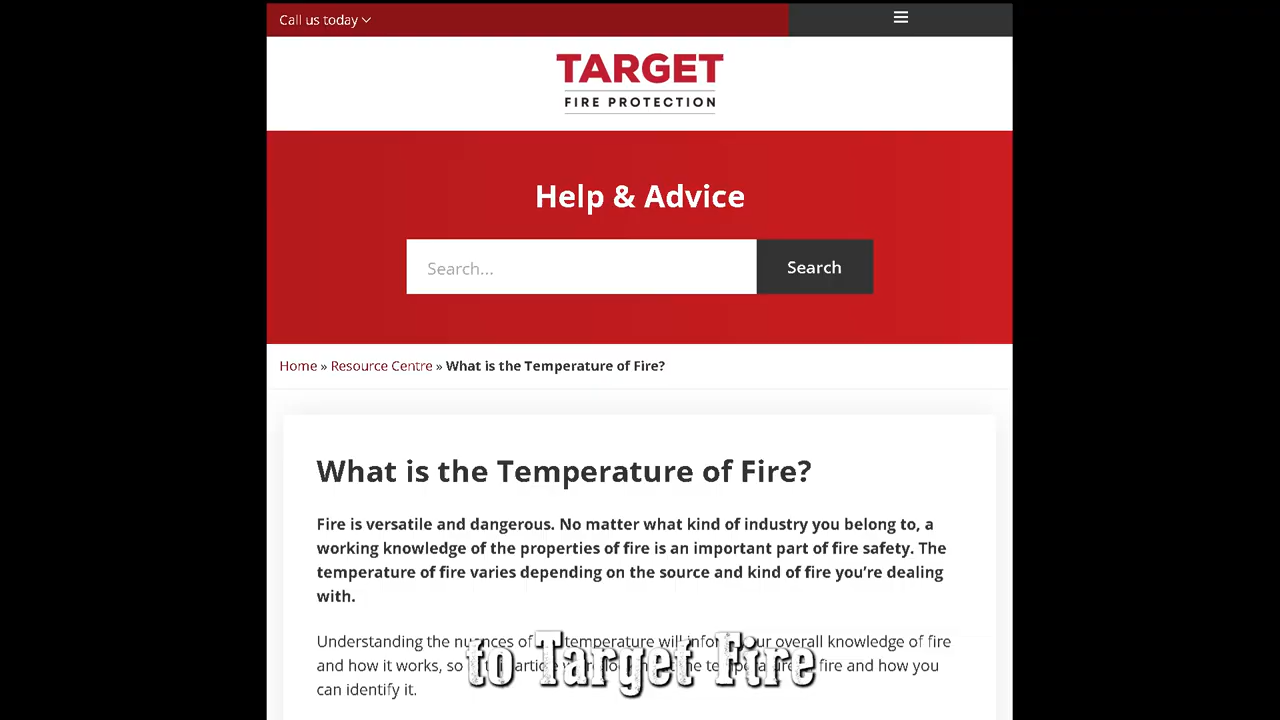 Call us today
TARGET
FIRE PROTECTION
Help & Advice
Search...
Search
Home » Resource Centre » What is the Temperature of Fire?
What is the Temperature of Fire?
Fire is versatile and dangerous. No matter what kind of industry you belong to, a
working knowledge of the properties of fire is an important part of fire safety. The
temperature of fire varies depending on the source and kind of fire you’re dealing
with.
Understanding the nuances of temperature will your overall knowledge of fire
and how it works, so the fire and how you
can identify it.
to Target Fire